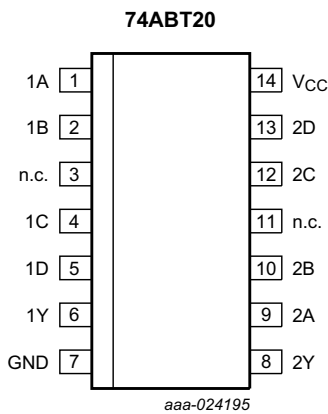 74ABT20
1A 1 14 VCC
1B 2 13 2D
n.c. 3 12 2C
1C 4 11 n.c.
1D 5 10 2B
1Y 6 9 2A
GND 7 8 2Y
aaa-024195